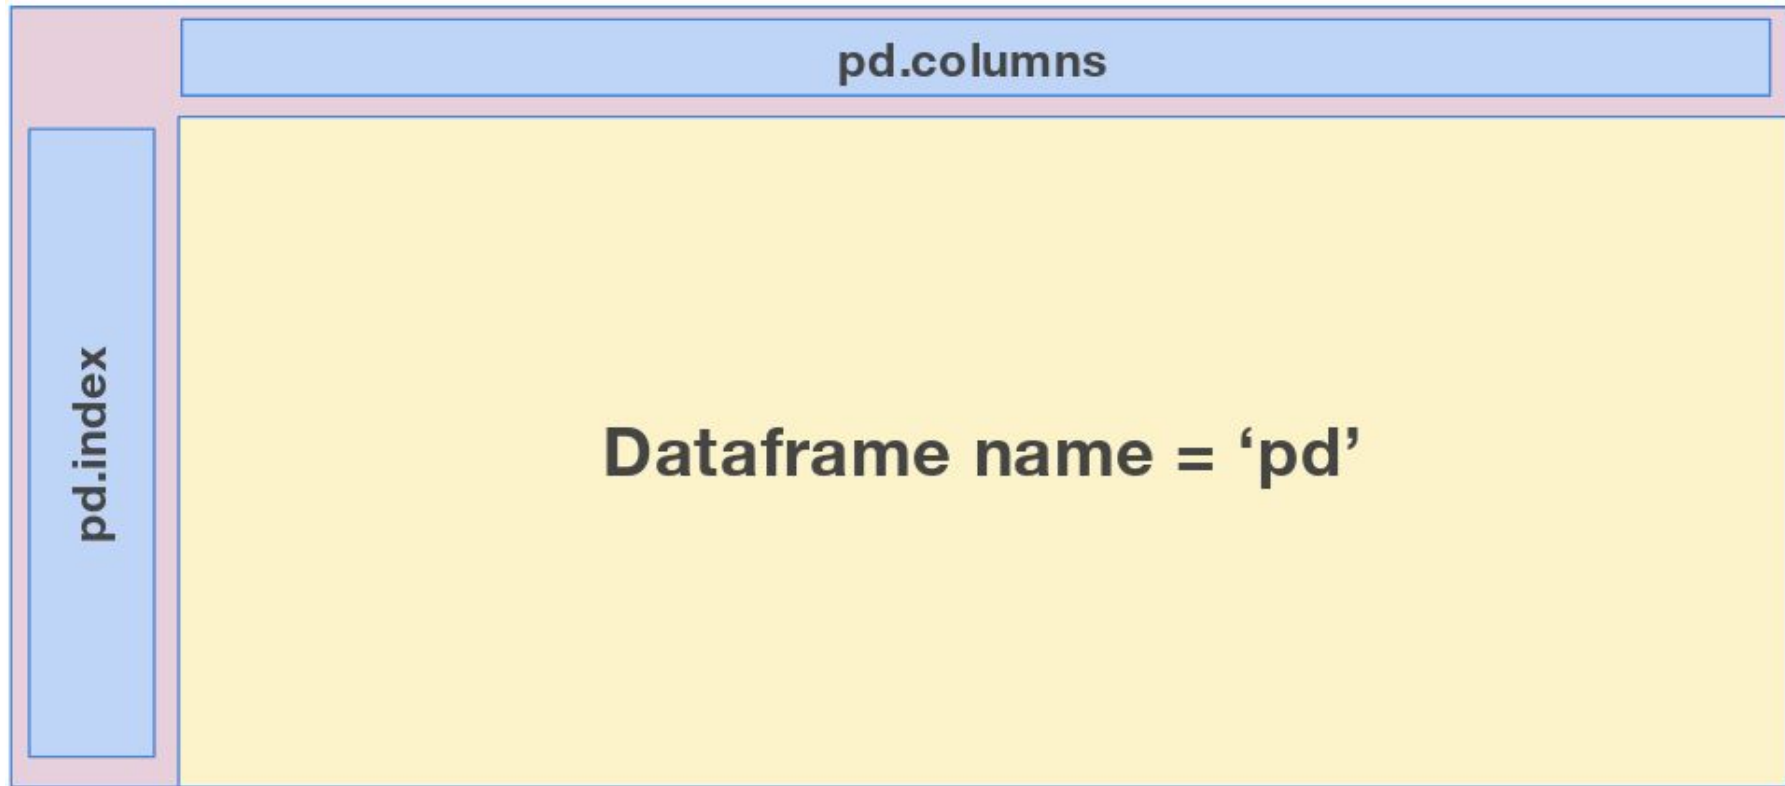 pd.columns
pd.index
Dataframe name = ‘pd’